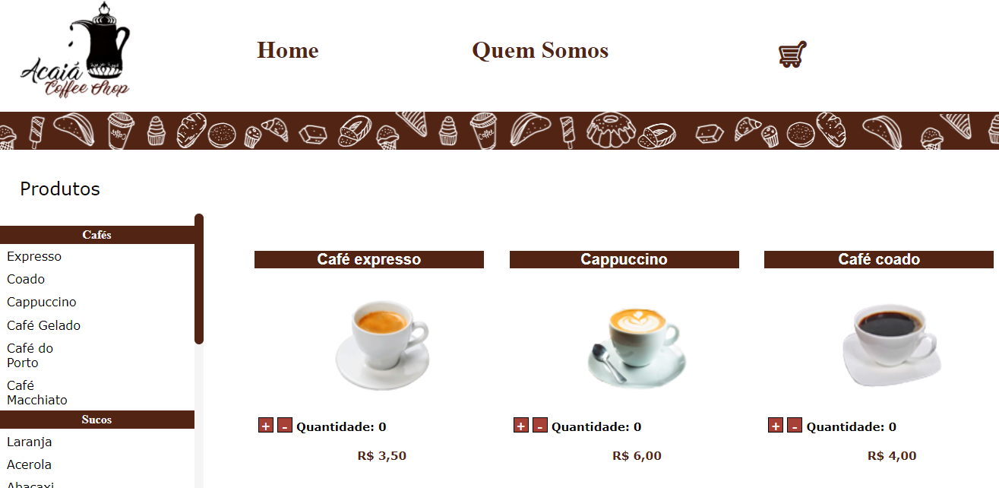 Acaiá
Coffee Shop
Home
Quem Somos
Coffee
Produtos
Cafés
Expresso
Coado
Cappuccino
Café Gelado
Café do
Porto
Café
Macchiato
Sucos
Laranja
Acerola
Abacaxi
Café expresso
+ - Quantidade: 0
R$ 3,50
Cappuccino
+ - Quantidade: 0
R$ 6,00
Café coado
+ - Quantidade: 0
R$ 4,00